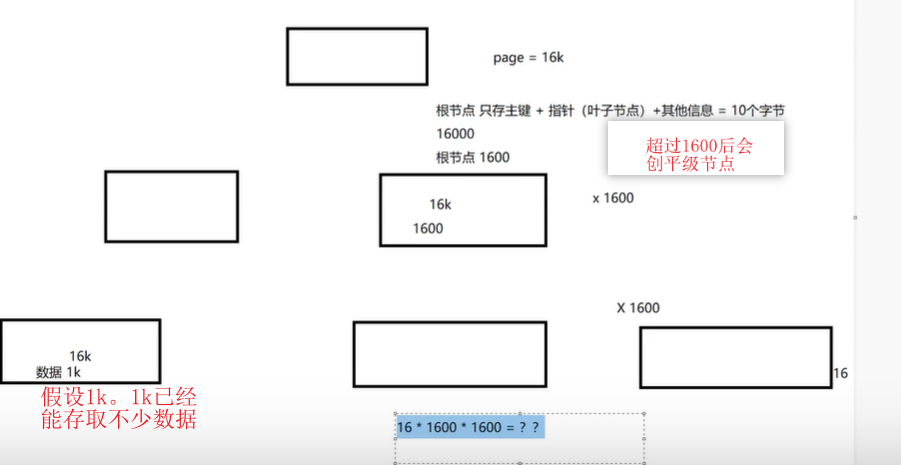 page = 16k
根节点 只存主键 + 指针（叶子节点）+其他信息 = 10个字节
16000
根节点 1600
超过1600后会
创平级节点
16k
1600
x 1600
X 1600
16k
数据 1k
16
假设1k。1k已经
能存取不少数据
16 * 1600 * 1600 = ? ?